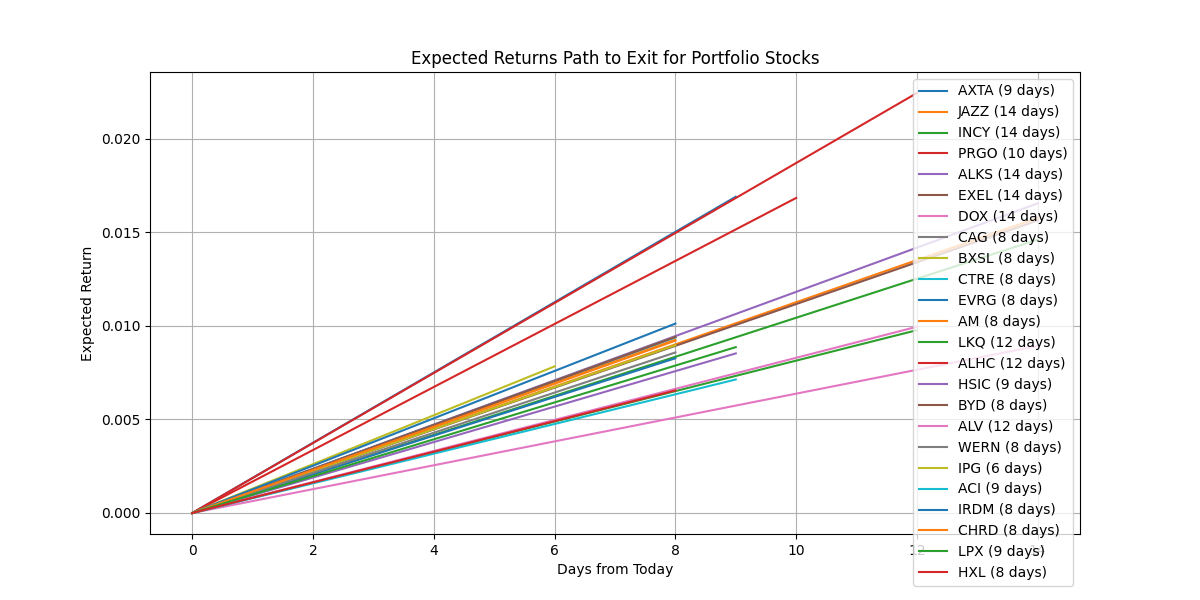 Expected Returns Path to Exit for Portfolio Stocks
Expected Return
0.020
0.015
0.010
0.005
0.000
0
2
4
6
8
10
Days from Today
AXTA (9 days)
JAZZ (14 days)
INCY (14 days)
PRGO (10 days)
ALKS (14 days)
EXEL (14 days)
DOX (14 days)
CAG (8 days)
BXSL (8 days)
CTRE (8 days)
EVRG (8 days)
AM (8 days)
LKQ (12 days)
ALHC (12 days)
HSIC (9 days)
BYD (8 days)
ALV (12 days)
WERN (8 days)
IPG (6 days)
ACI (9 days)
IRDM (8 days)
CHRD (8 days)
LPX (9 days)
HXL (8 days)